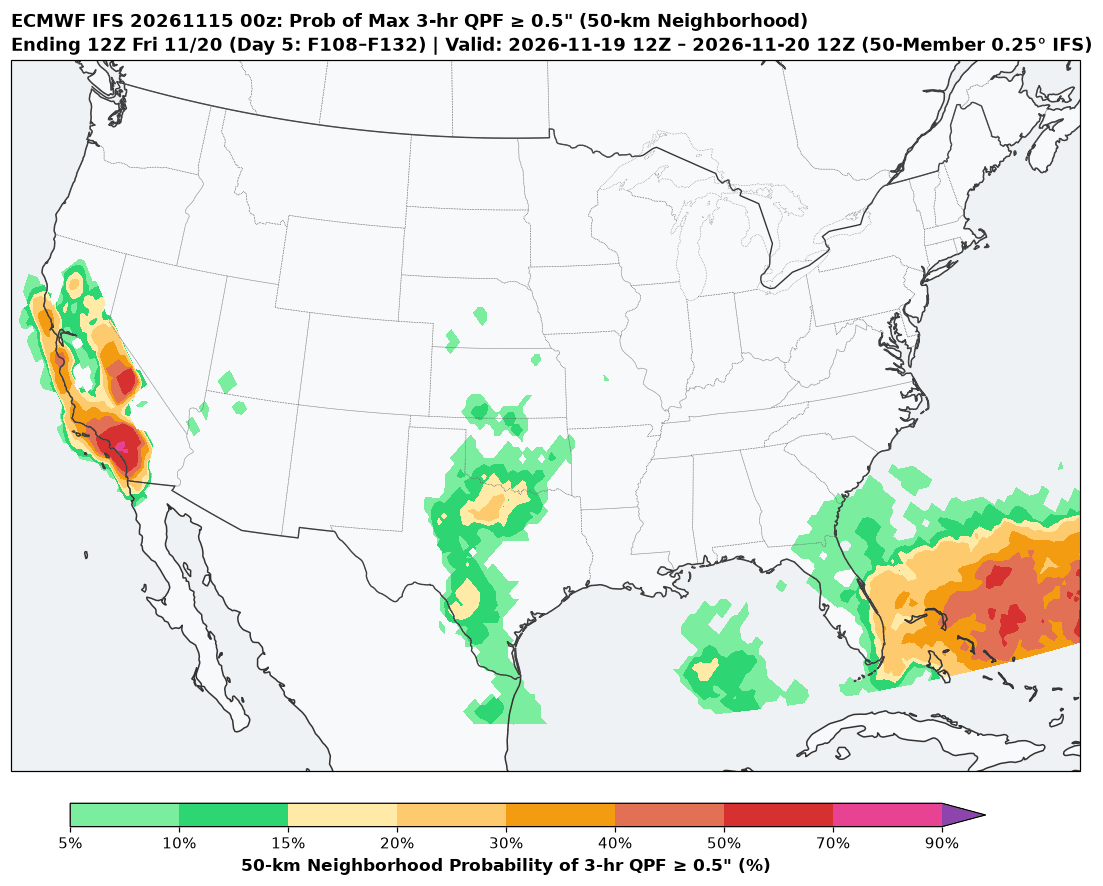 ECMWF IFS 20261115 00z: Prob of Max 3-hr QPF ≥ 0.5" (50-km Neighborhood)
Ending 12Z Fri 11/20 (Day 5: F108–F132) | Valid: 2026-11-19 12Z – 2026-11-20 12Z (50-Member 0.25° IFS)
5% 10% 15% 20% 30% 40% 50% 70% 90%
50-km Neighborhood Probability of 3-hr QPF ≥ 0.5" (%)